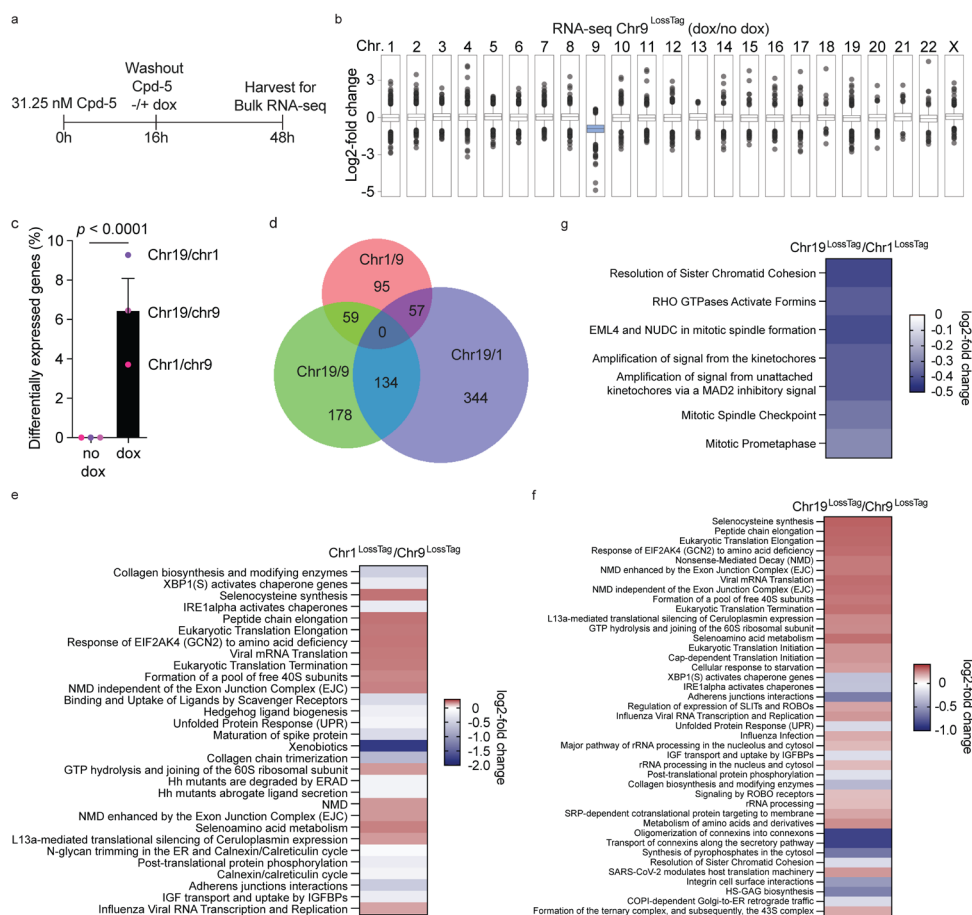 a
31.25 nM Cpd-5
Washout
Cpd-5
-/+ dox
Harvest for
Bulk RNA-seq
0h
16h
48h
b
RNA-seq Chr9 LossTag (dox/no dox)
Chr. 1 2 3 4 5 6 7 8 9 10 11 12 13 14 15 16 17 18 19 20 21 22 X
Log2-fold change
3
0
-3
-5
c
p < 0.0001
Differentially expressed genes (%)
10
8
6
4
2
0
Chr19/chr1
Chr19/chr9
Chr1/chr9
no
dox
dox
d
Chr1/9
95
59
57
0
Chr19/9
Chr19/1
134
178
344
g
Chr19 LossTag/Chr1 LossTag
Resolution of Sister Chromatid Cohesion
RHO GTPases Activate Formins
EML4 and NUDC in mitotic spindle formation
Amplification of signal from the kinetochores
Amplification of signal from unattached
kinetochores via a MAD2 inhibitory signal
Mitotic Spindle Checkpoint
Mitotic Prometaphase
0
-0.1
-0.2
-0.3
-0.4
-0.5
log2-fold change
e
Chr1 LossTag/Chr9 LossTag
Collagen biosynthesis and modifying enzymes
XBP1(S) activates chaperone genes
Selenocysteine synthesis
IRE1alpha activates chaperones
Peptide chain elongation
Eukaryotic Translation Elongation
Response of EIF2AK4 (GCN2) to amino acid deficiency
Viral mRNA Translation
Eukaryotic Translation Termination
Formation of a pool of free 40S subunits
NMD independent of the Exon Junction Complex (EJC)
Binding and Uptake of Ligands by Scavenger Receptors
Hedgehog ligand biogenesis
Unfolded Protein Response (UPR)
Maturation of spike protein
Xenobiotics
Collagen chain trimerization
GTP hydrolysis and joining of the 60S ribosomal subunit
Hh mutants are degraded by ERAD
Hh mutants abrogate ligand secretion
NMD
NMD enhanced by the Exon Junction Complex (EJC)
Selenoamino acid metabolism
L13a-mediated translational silencing of Ceruloplasmin expression
N-glycan trimming in the ER and Calnexin/Calreticulin cycle
Post-translational protein phosphorylation
Calnexin/calreticulin cycle
Adherens junctions interactions
IGF transport and uptake by IGFBPs
Influenza Viral RNA Transcription and Replication
0
-0.5
-1.0
-1.5
-2.0
log2-fold change
f
Chr19 LossTag/Chr9 LossTag
Selenocysteine synthesis
Peptide chain elongation
Eukaryotic Translation Elongation
Response of EIF2AK4 (GCN2) to amino acid deficiency
Nonsense-Mediated Decay (NMD)
NMD enhanced by the Exon Junction Complex (EJC)
Viral mRNA Translation
NMD independent of the Exon Junction Complex (EJC)
Formation of a pool of free 40S subunits
Eukaryotic Translation Termination
L13a-mediated translational silencing of Ceruloplasmin expression
GTP hydrolysis and joining of the 60S ribosomal subunit
Selenoamino acid metabolism
Eukaryotic Translation Initiation
Cap-dependent Translation Initiation
Cellular response to starvation
XBP1(S) activates chaperone genes
IRE1alpha activates chaperones
Adherens junctions interactions
Regulation of expression of SLITs and ROBOs
Influenza Viral RNA Transcription and Replication
Unfolded Protein Response (UPR)
Influenza Infection
Major pathway of rRNA processing in the nucleolus and cytosol
IGF transport and uptake by IGFBPs
rRNA processing in the nucleus and cytosol
Post-translational protein phosphorylation
Collagen biosynthesis and modifying enzymes
Signaling by ROBO receptors
rRNA processing
SRP-dependent cotranslational protein targeting to membrane
Metabolism of amino acids and derivatives
Oligomerization of connexins into connexons
Transport of connexins along the secretory pathway
Synthesis of pyrophosphates in the cytosol
Resolution of Sister Chromatid Cohesion
SARS-CoV-2 modulates host translation machinery
Integrin cell surface interactions
HS-GAG biosynthesis
COPI-dependent Golgi-to-ER retrograde traffic
Formation of the ternary complex, and subsequently, the 43S complex
0
-0.5
-1.0
log2-fold change